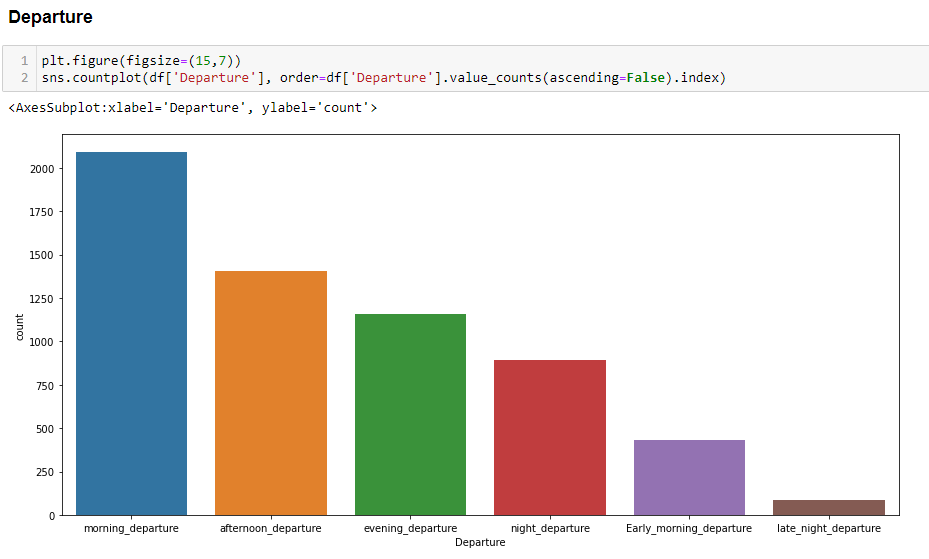 Departure
1 plt.figure(figsize=(15,7))
2 sns.countplot(df['Departure'], order=df['Departure'].value_counts(ascending=False).index)
<AxesSubplot:xlabel='Departure', ylabel='count'>
2000
1750
1500
1250
1000
750
500
250
0
count
morning_departure afternoon_departure evening_departure night_departure Early_morning_departure late_night_departure
Departure